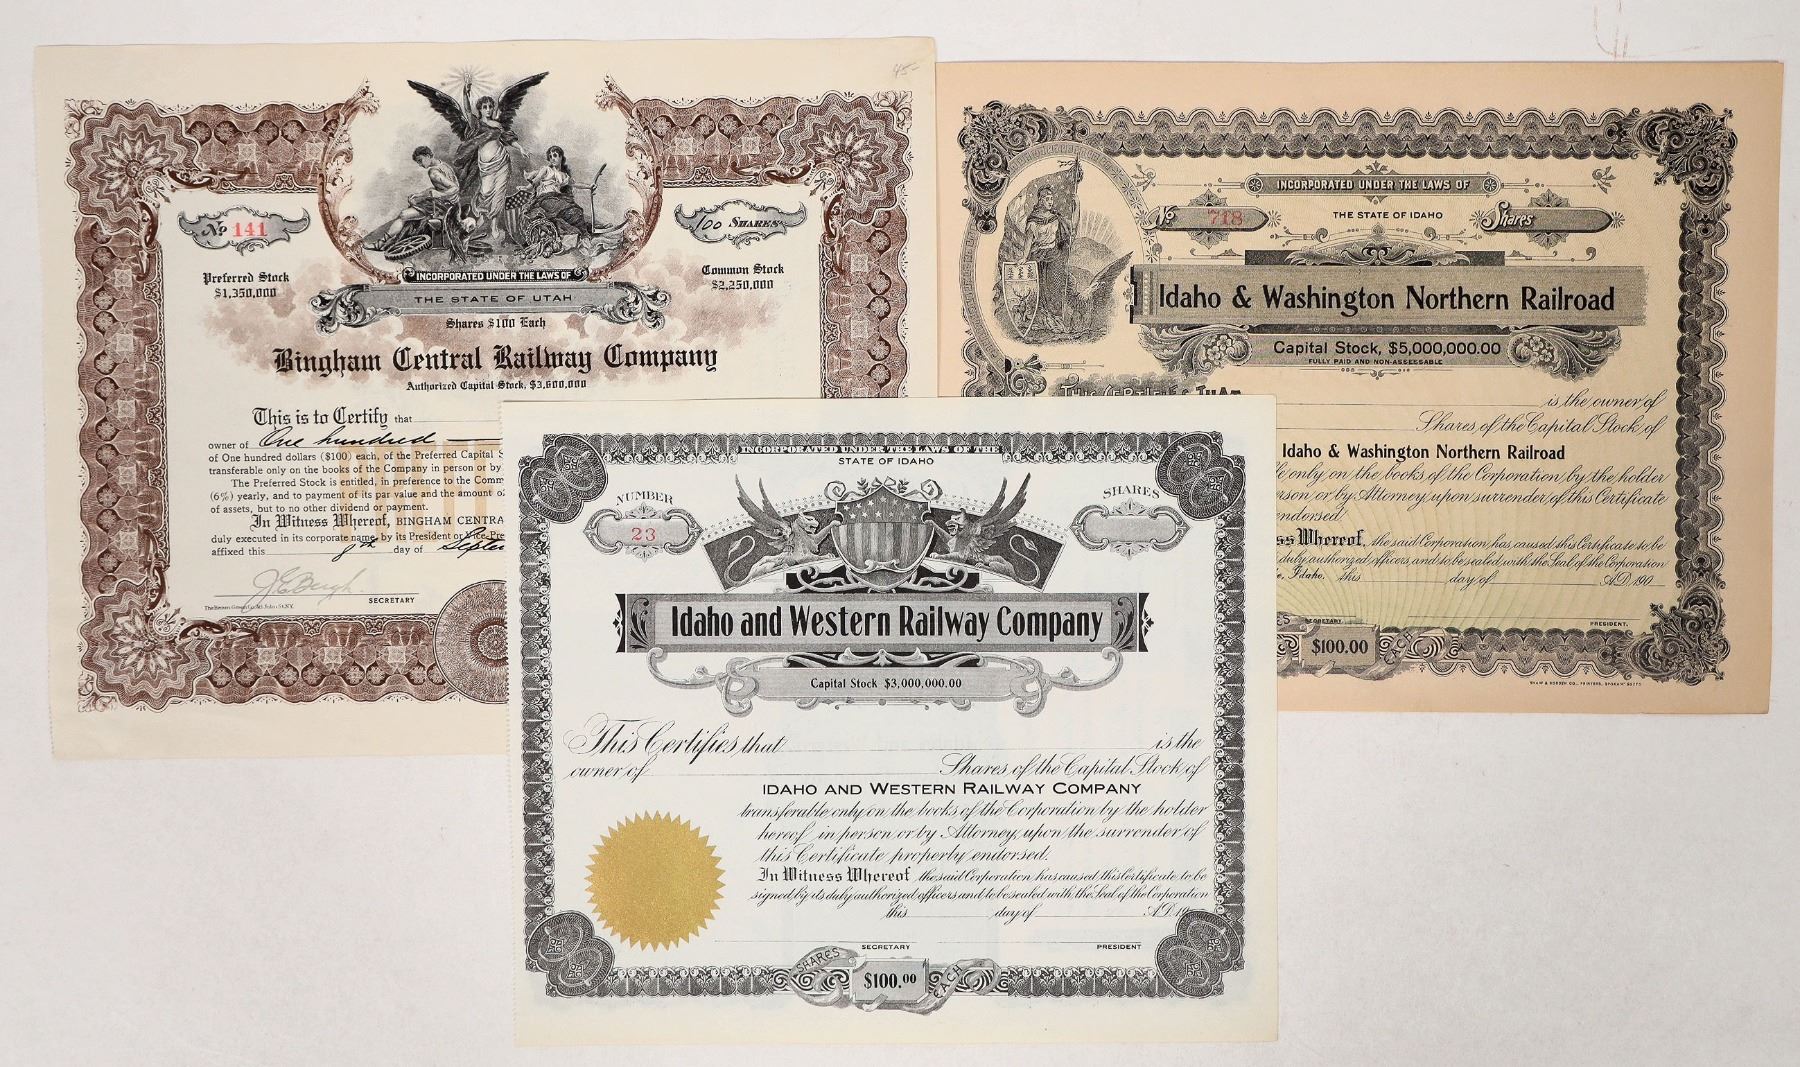 45-
No 141
100 SHARES
Preferred Stock
$1,350,000
Common Stock
$2,250,000
INCORPORATED UNDER THE LAWS OF
THE STATE OF UTAH
Shares $100 Each
Bingham Central Railway Company
Authorized Capital Stock, $3,600,000
This is to Certify that
owner of One hundred
of One hundred dollars ($100) each, of the Preferred Capital S
transferable only on the books of the Company in person or by
The Preferred Stock is entitled, in preference to the Comm
(6%) yearly, and to payment of its par value and the amount o
of assets, but to no other dividend or payment.
In Witness Whereof, BINGHAM CENTRA
duly executed in its corporate name, by its President or Vice-Pre
affixed this 9th day of Septe
SECRETARY
INCORPORATED UNDER THE LAWS OF
No 718
THE STATE OF IDAHO
Shares
Idaho & Washington Northern Railroad
Capital Stock, $5,000,000.00
FULLY PAID AND NON-ASSESSABLE
THIS CERTIFIES THAT
is the owner of
Shares of the Capital Stock of
Idaho & Washington Northern Railroad
only on the books of the Corporation by the holder
erson or by Attorney upon surrender of this Certificate
endorsed.
ss Whereof, the said Corporation has caused this Certificate to be
duly authorized officers, and to be sealed with the Seal of the Corporation
e, Idaho, this day of A.D. 190
SECRETARY
PRESIDENT.
ES $100.00 EACH
INCORPORATED UNDER THE LAWS OF THE
STATE OF IDAHO
NUMBER
23
SHARES
Idaho and Western Railway Company
Capital Stock $3,000,000.00
This Certifies that is the
owner of Shares of the Capital Stock of
IDAHO AND WESTERN RAILWAY COMPANY
transferable only on the books of the Corporation by the holder
hereof in person or by Attorney, upon the surrender of
this Certificate properly endorsed.
In Witness Whereof, the said Corporation has caused this Certificate to be
signed by its duly authorized officers and to be sealed with the Seal of the Corporation
this day of A.D. 19
SECRETARY
PRESIDENT
SHARES $100.00 EACH